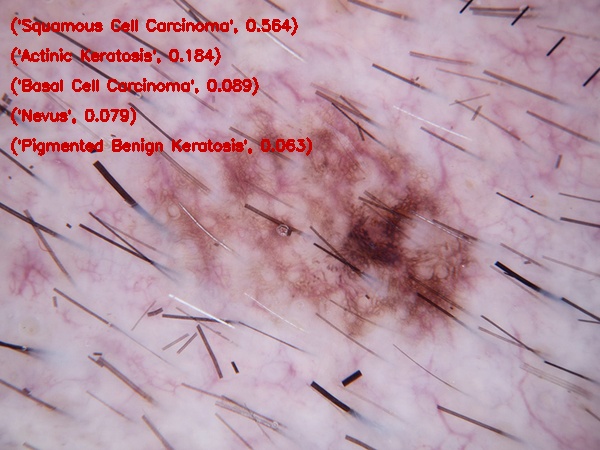 ('Squamous Cell Carcinoma', 0.564)
('Actinic Keratosis', 0.184)
('Basal Cell Carcinoma', 0.089)
('Nevus', 0.079)
('Pigmented Benign Keratosis', 0.063)